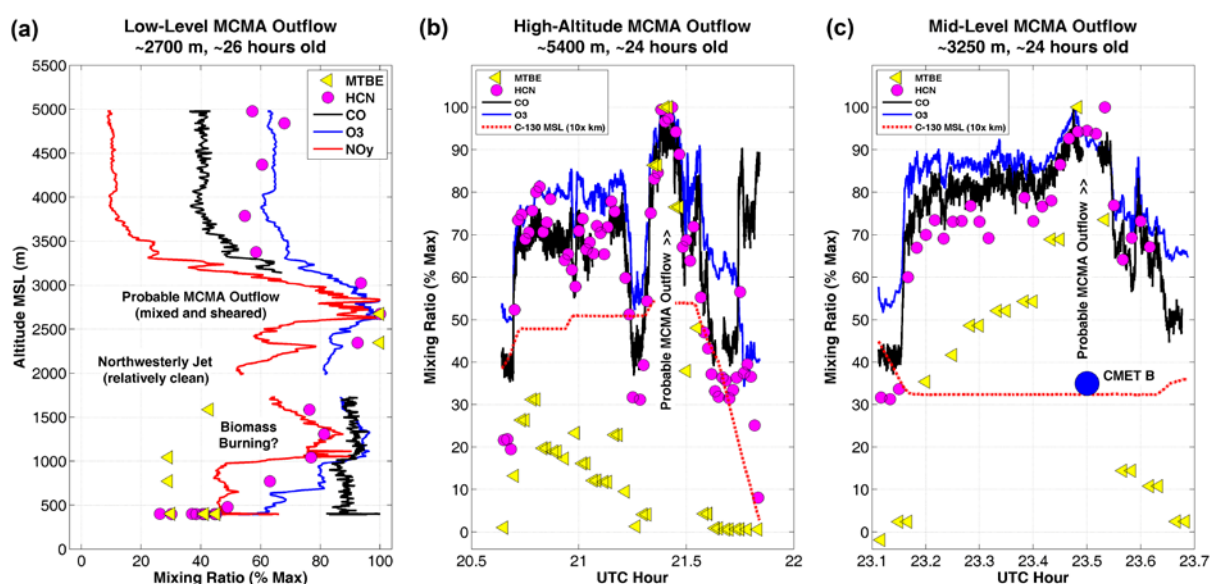 (a)
Low-Level MCMA Outflow
~2700 m, ~26 hours old
5500
5000
4500
4000
3500
3000
2500
2000
1500
1000
500
0
Altitude MSL (m)
MTBE
HCN
CO
O3
NOy
Probable MCMA Outflow
(mixed and sheared)
Northwesterly Jet
(relatively clean)
Biomass
Burning?
0 20 40 60 80 100
Mixing Ratio (% Max)
(b)
High-Altitude MCMA Outflow
~5400 m, ~24 hours old
100
90
80
70
60
50
40
30
20
10
0
Mixing Ratio (% Max)
MTBE
HCN
CO
O3
C-130 MSL (10x km)
Probable MCMA Outflow >>
20.5 21 21.5 22
UTC Hour
(c)
Mid-Level MCMA Outflow
~3250 m, ~24 hours old
100
90
80
70
60
50
40
30
20
10
0
Mixing Ratio (% Max)
MTBE
HCN
CO
O3
C-130 MSL (10x km)
Probable MCMA Outflow >>
CMET B
23.1 23.2 23.3 23.4 23.5 23.6 23.7
UTC Hour